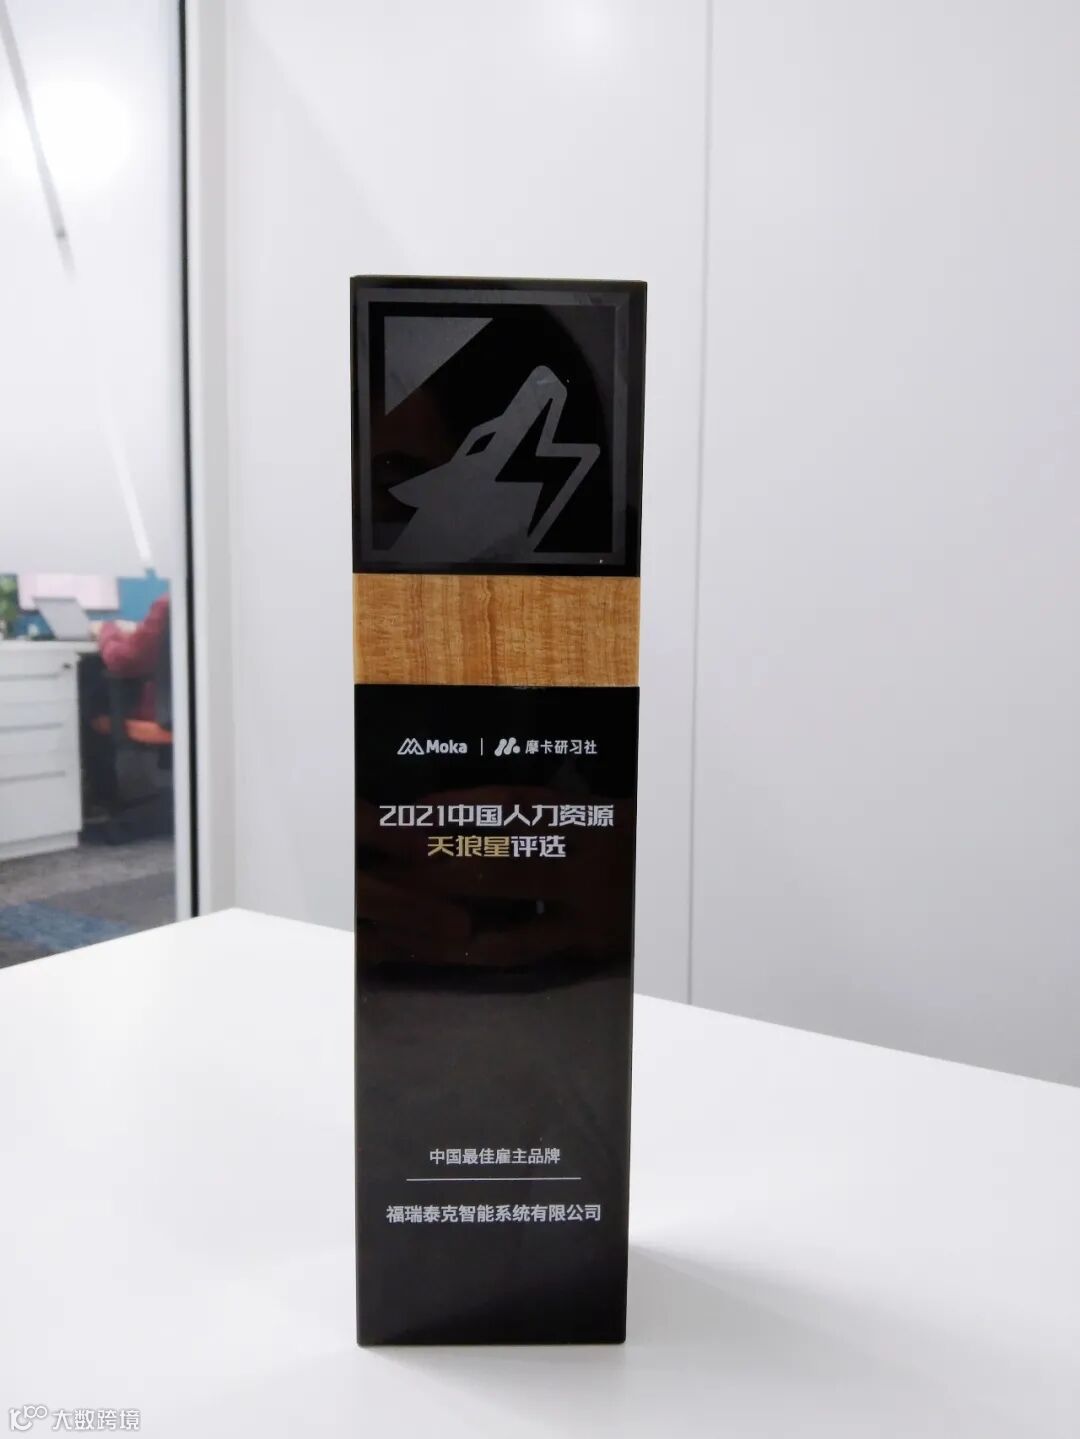 Moka | 摩卡研习社
2021中国人力资源
天狼星评选
中国最佳雇主品牌
福瑞泰克智能系统有限公司
大数跨境